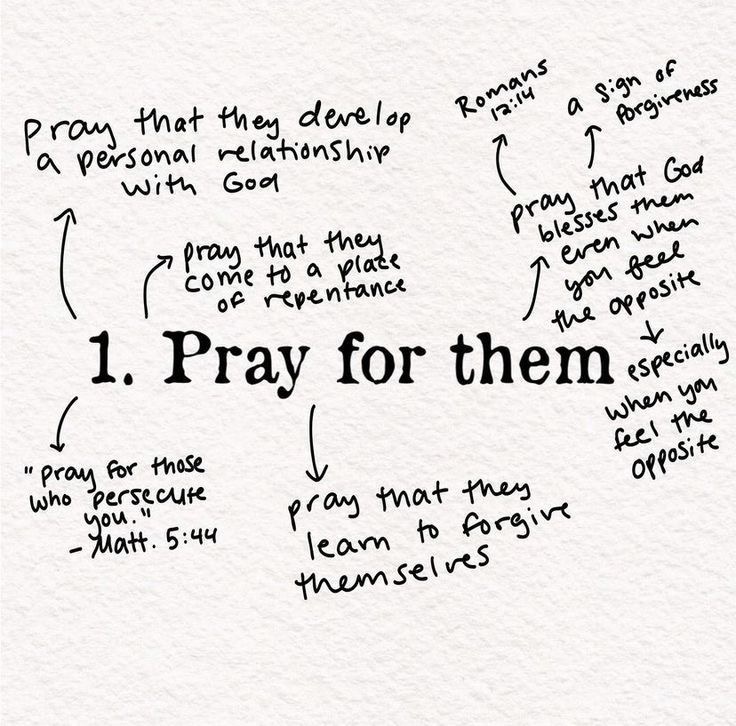 Pray that they develop
a personal relationship
with God
Romans
12:14
a sign of
forgiveness
pray that they
come to a place
of repentance
pray that God
blesses them
even when
you feel
the opposite
1. Pray for them
especially
when you
feel the
opposite
"pray for those
who persecute
you."
- Matt. 5:44
pray that they
learn to forgive
themselves